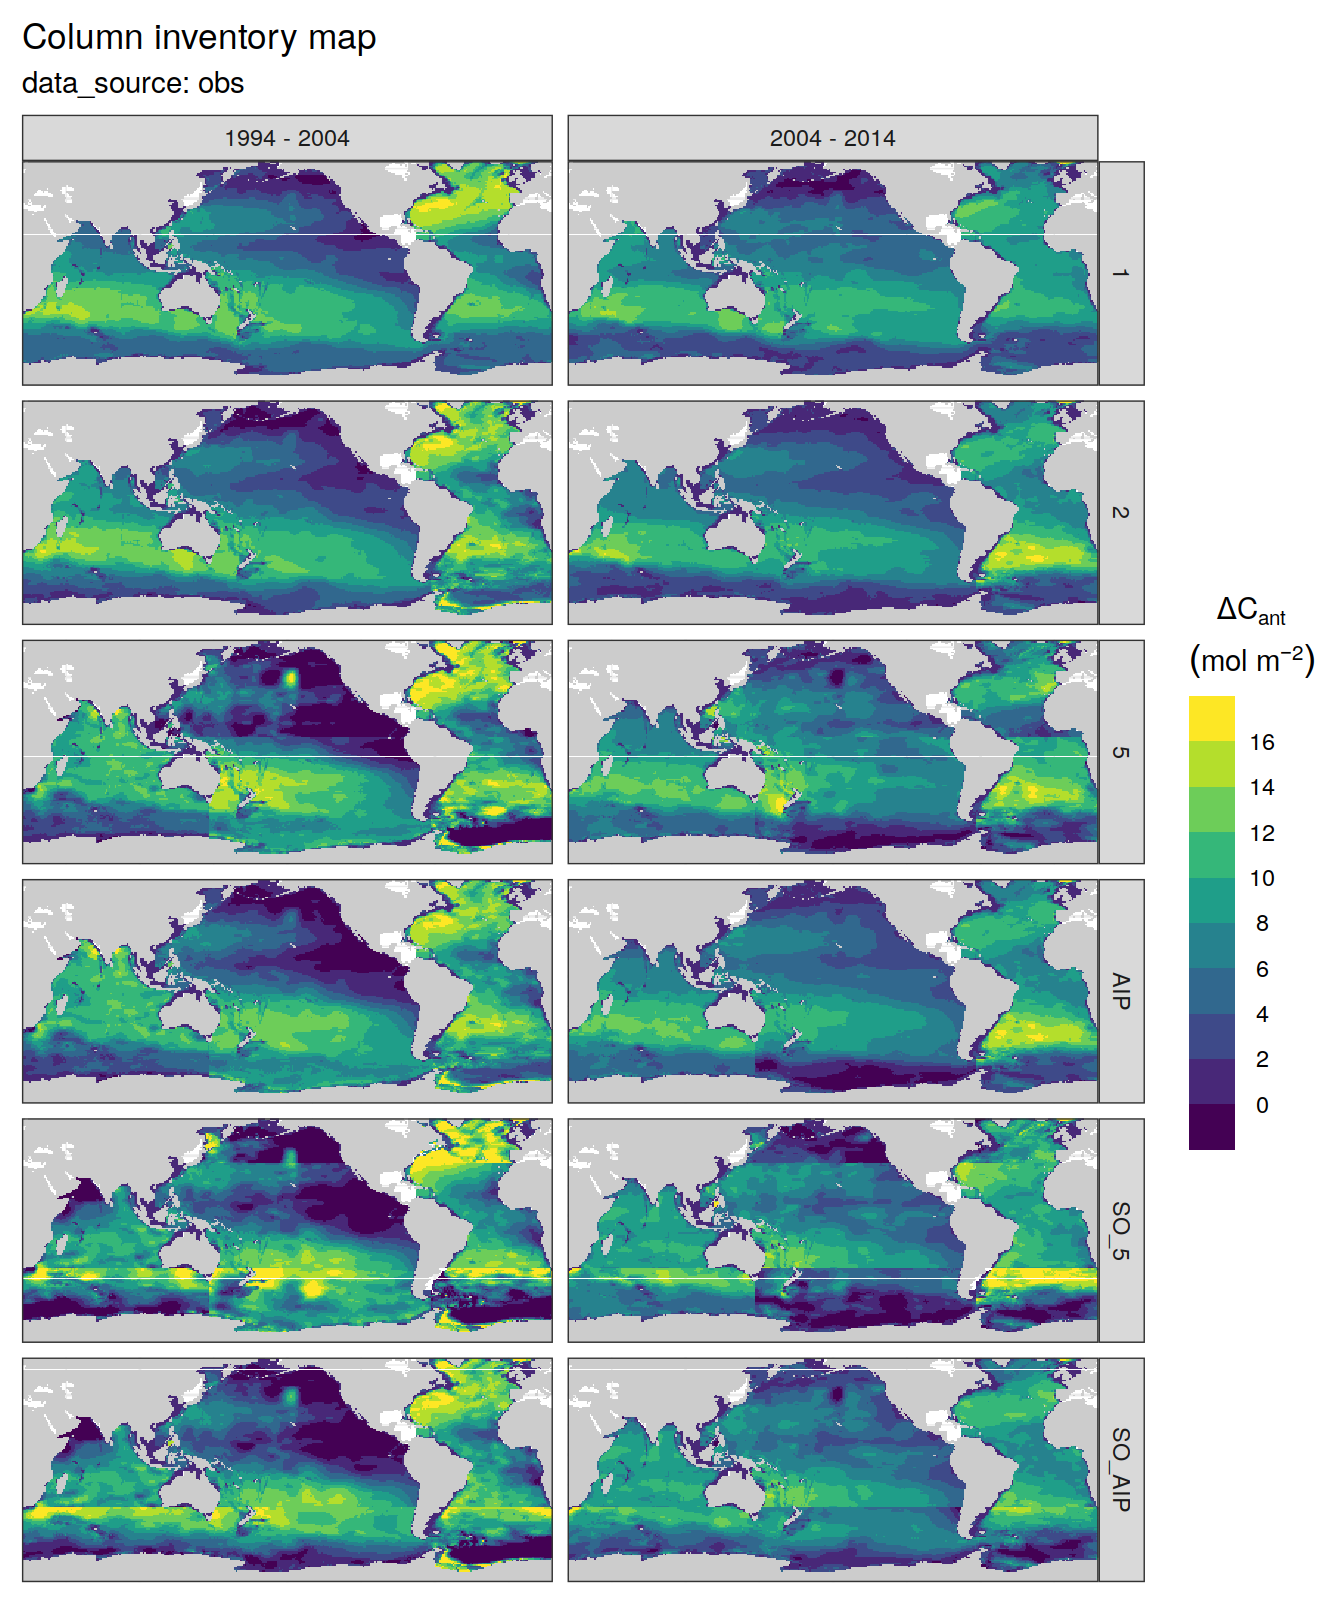 Column inventory map
data_source: obs
1994 - 2004
2004 - 2014
1
2
5
AIP
SO_5
SO_AIP
ΔCant
(mol m−2)
16
14
12
10
8
6
4
2
0